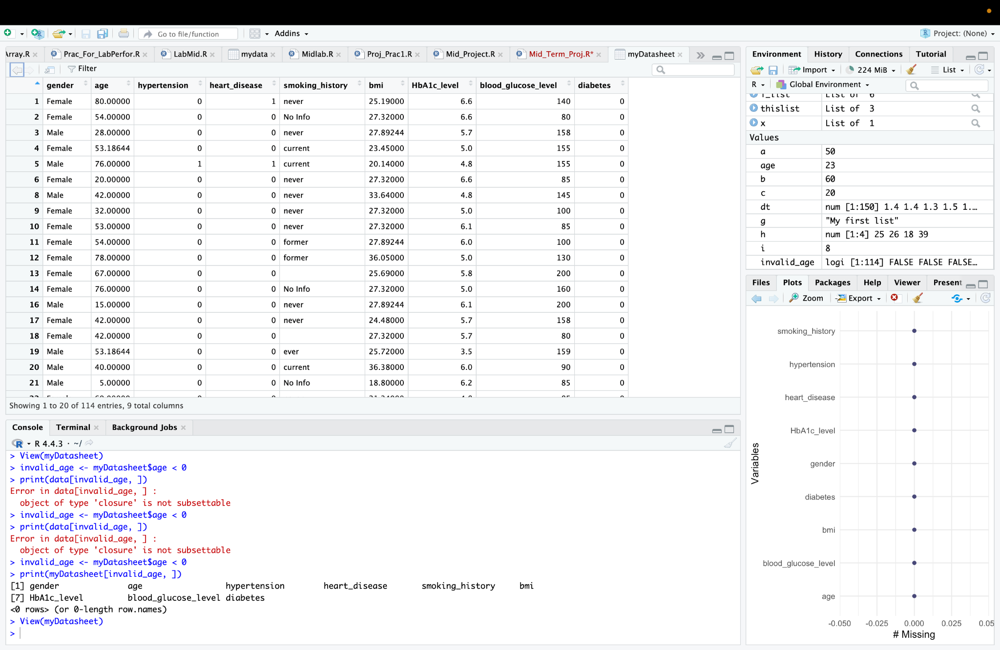 Go to file/function Addins Project: (None)
Array.R Prac_For_LabPerfor.R LabMid.R mydata Midlab.R Proj_Prac1.R Mid_Project.R Mid_Term_Proj.R* myDatasheet
Filter
gender age hypertension heart_disease smoking_history bmi HbA1c_level blood_glucose_level diabetes
1 Female 80.00000 0 1 never 25.19000 6.6 140 0
2 Female 54.00000 0 0 No Info 27.32000 6.6 80 0
3 Male 28.00000 0 0 never 27.89244 5.7 158 0
4 Female 53.18644 0 0 current 23.45000 5.0 155 0
5 Male 76.00000 1 1 current 20.14000 4.8 155 0
6 Female 20.00000 0 0 never 27.32000 6.6 85 0
8 Male 42.00000 0 0 never 33.64000 4.8 145 0
9 Female 32.00000 0 0 never 27.32000 5.0 100 0
10 Female 53.00000 0 0 never 27.32000 6.1 85 0
11 Female 54.00000 0 0 former 27.89244 6.0 100 0
12 Female 78.00000 0 0 former 36.05000 5.0 130 0
13 Female 67.00000 0 0 25.69000 5.8 200 0
14 Female 76.00000 0 0 No Info 27.32000 5.0 160 0
16 Male 15.00000 0 0 never 27.89244 6.1 200 0
17 Female 42.00000 0 0 never 24.48000 5.7 158 0
18 Female 42.00000 0 0 27.32000 5.7 80 0
19 Male 53.18644 0 0 ever 25.72000 3.5 159 0
20 Male 40.00000 0 0 current 36.38000 6.0 90 0
21 Male 5.00000 0 0 No Info 18.80000 6.2 85 0
Showing 1 to 20 of 114 entries, 9 total columns
Console Terminal Background Jobs
R 4.4.3 · ~/
> View(myDatasheet)
> invalid_age <- myDatasheet$age < 0
> print(data[invalid_age, ])
Error in data[invalid_age, ] :
object of type 'closure' is not subsettable
> invalid_age <- myDatasheet$age < 0
> print(data[invalid_age, ])
Error in data[invalid_age, ] :
object of type 'closure' is not subsettable
> invalid_age <- myDatasheet$age < 0
> print(myDatasheet[invalid_age, ])
[1] gender age hypertension heart_disease smoking_history bmi
[7] HbA1c_level blood_glucose_level diabetes
<0 rows> (or 0-length row.names)
> View(myDatasheet)
>
Environment History Connections Tutorial
Import 224 MiB List
R Global Environment
thislist List of 3
x List of 1
Values
a 50
age 23
b 60
c 20
dt num [1:150] 1.4 1.4 1.3 1.5 1.…
g "My first list"
h num [1:4] 25 26 18 39
i 8
invalid_age logi [1:114] FALSE FALSE FALSE…
Files Plots Packages Help Viewer Present
Zoom Export
smoking_history
hypertension
heart_disease
HbA1c_level
gender
diabetes
bmi
blood_glucose_level
age
Variables
-0.050 -0.025 0.000 0.025 0.05
# Missing